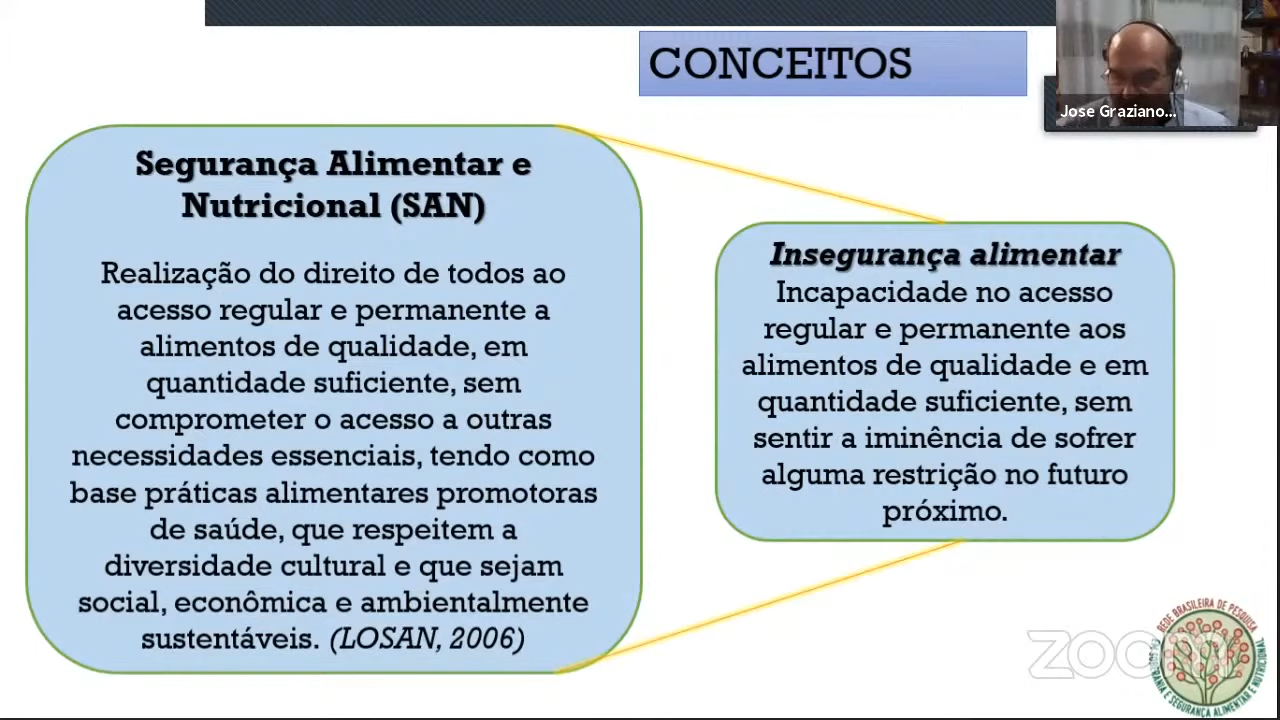 CONCEITOS
Jose Graziano...
Segurança Alimentar e
Nutricional (SAN)
Realização do direito de todos ao
acesso regular e permanente a
alimentos de qualidade, em
quantidade suficiente, sem
comprometer o acesso a outras
necessidades essenciais, tendo como
base práticas alimentares promotoras
de saúde, que respeitem a
diversidade cultural e que sejam
social, econômica e ambientalmente
sustentáveis. (LOSAN, 2006)
Insegurança alimentar
Incapacidade no acesso
regular e permanente aos
alimentos de qualidade e em
quantidade suficiente, sem
sentir a iminência de sofrer
alguma restrição no futuro
próximo.
zoom
REDE BRASILEIRA DE PESQUISA
EM SOBERANIA E SEGURANÇA ALIMENTAR E NUTRICIONAL